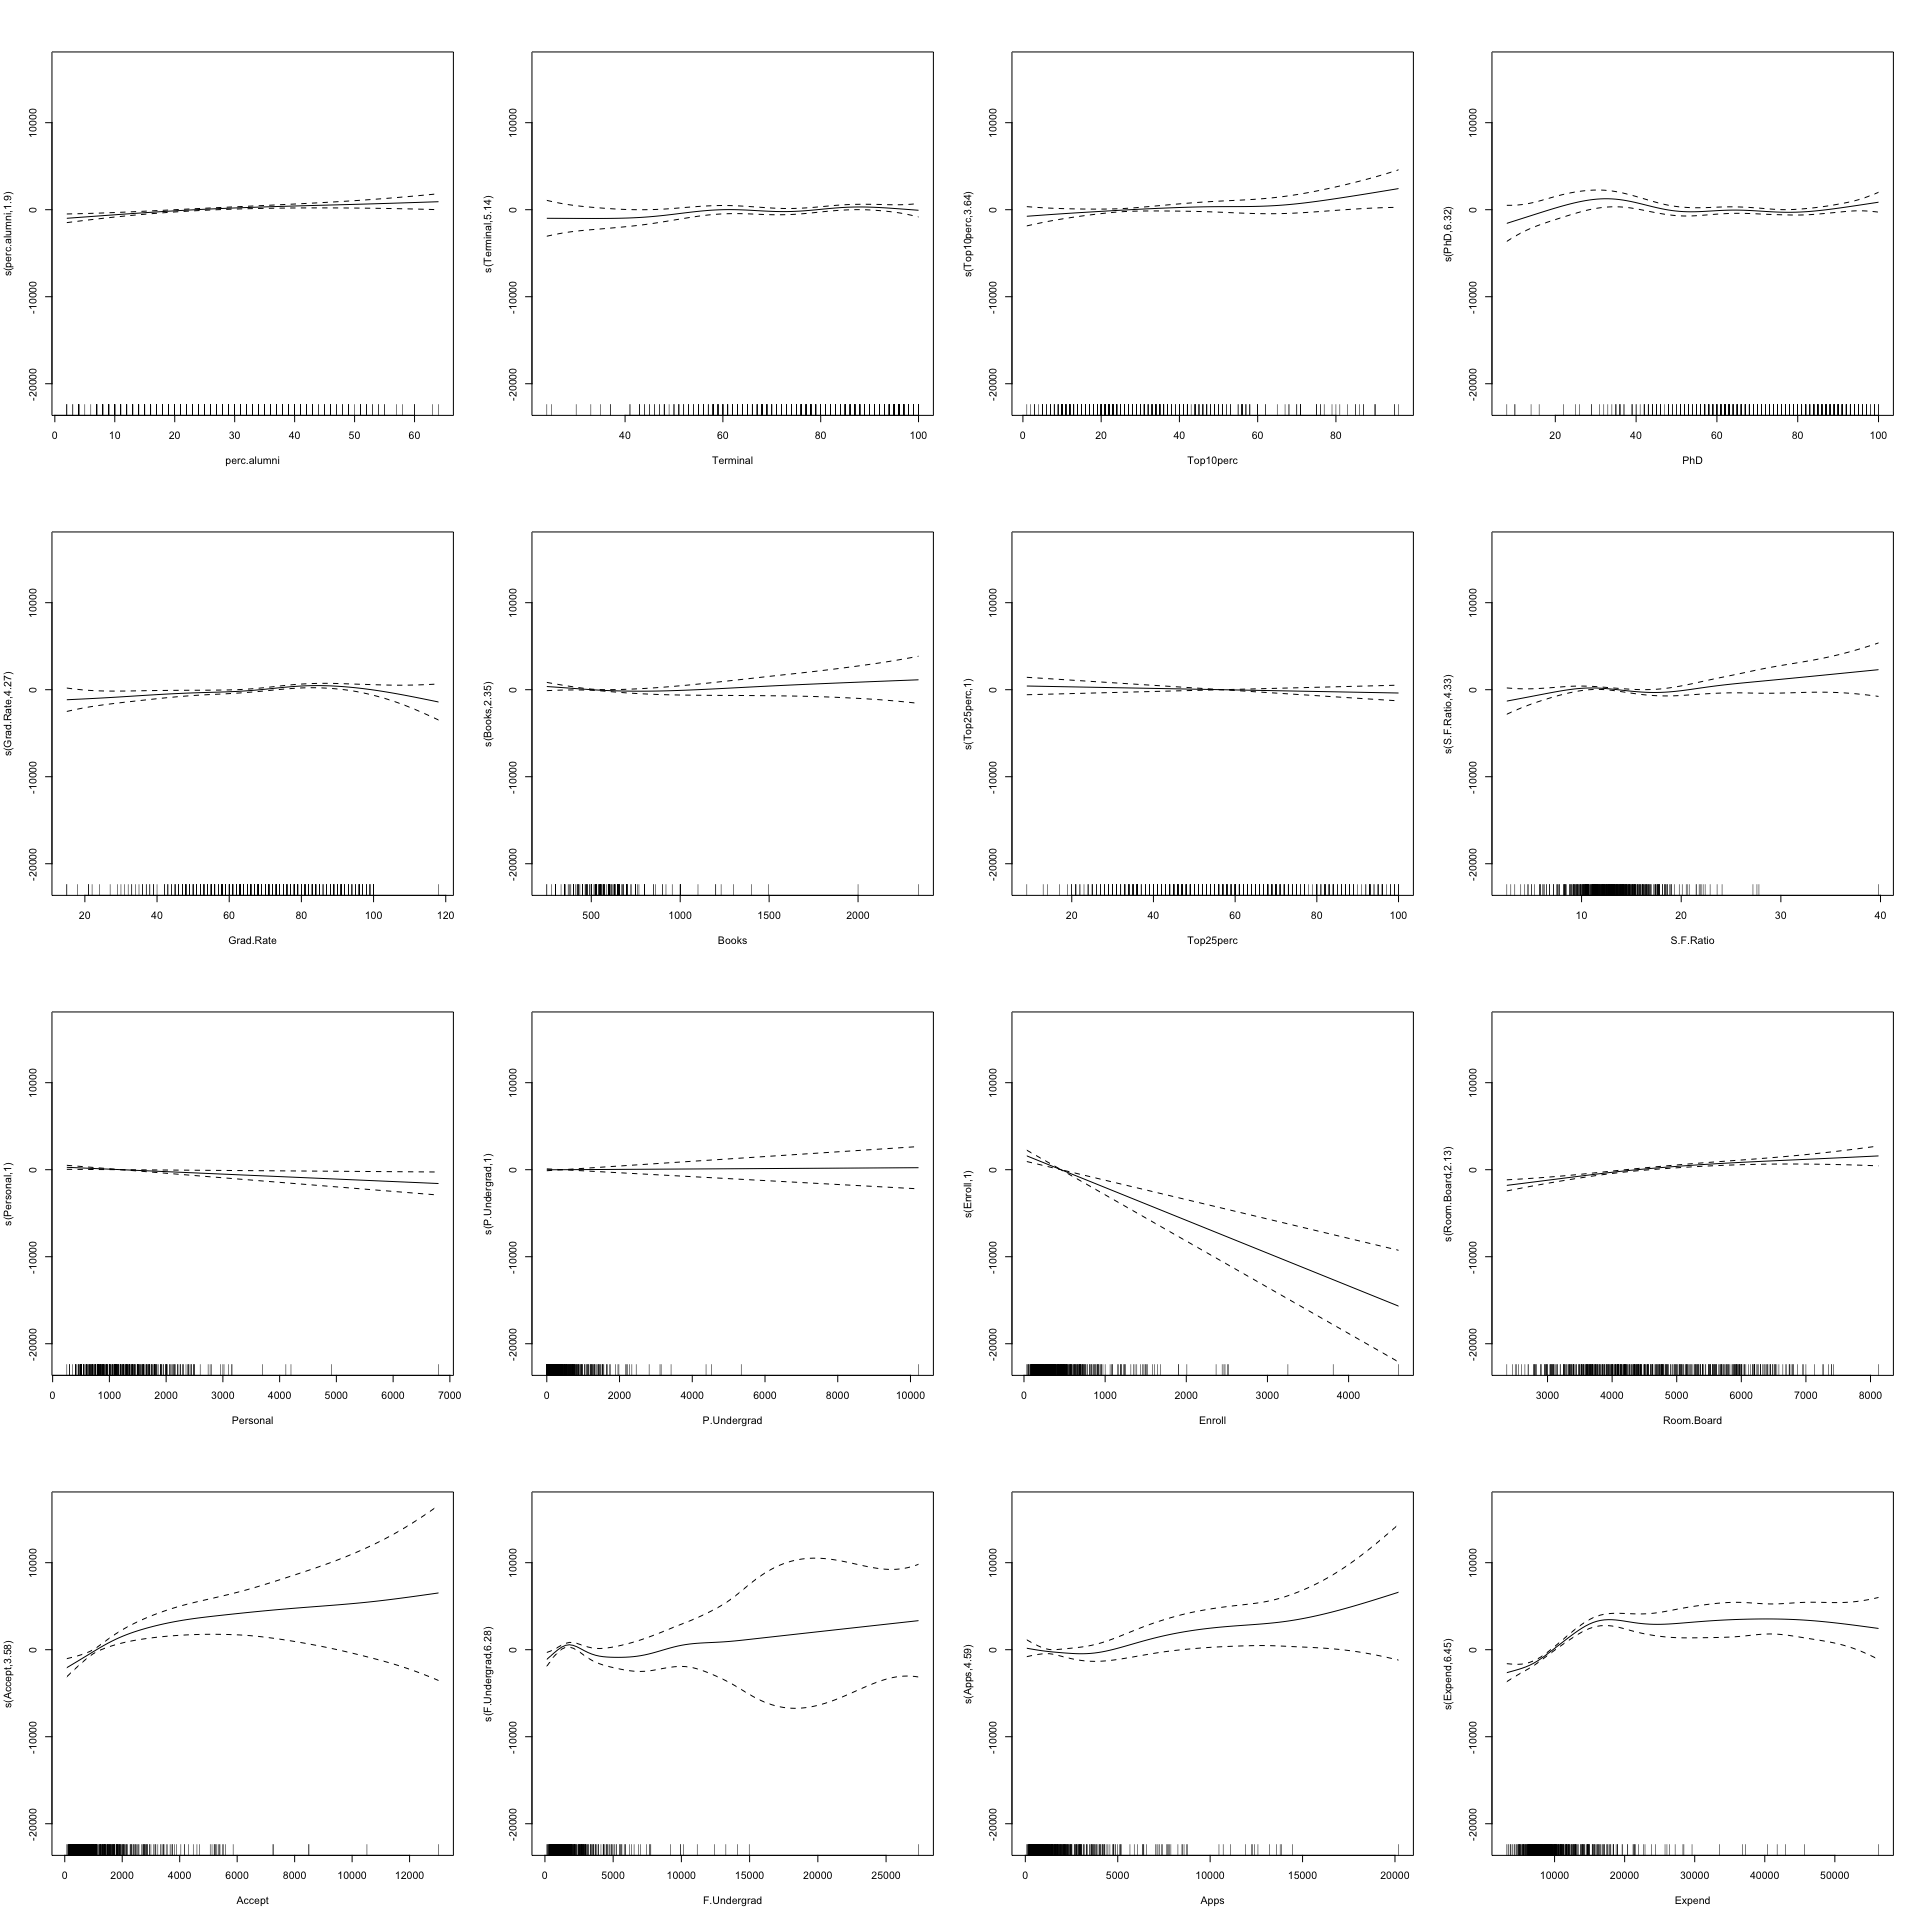 s(perc.alumni,1.9)
-20000 -10000 0 10000
0 10 20 30 40 50 60
perc.alumni
s(Terminal,5.14)
-20000 -10000 0 10000
40 60 80 100
Terminal
s(Top10perc,3.64)
-20000 -10000 0 10000
0 20 40 60 80
Top10perc
s(PhD,6.32)
-20000 -10000 0 10000
20 40 60 80 100
PhD
s(Grad.Rate,4.27)
-20000 -10000 0 10000
20 40 60 80 100 120
Grad.Rate
s(Books,2.35)
-20000 -10000 0 10000
500 1000 1500 2000
Books
s(Top25perc,1)
-20000 -10000 0 10000
20 40 60 80 100
Top25perc
s(S.F.Ratio,4.33)
-20000 -10000 0 10000
10 20 30 40
S.F.Ratio
s(Personal,1)
-20000 -10000 0 10000
0 1000 2000 3000 4000 5000 6000 7000
Personal
s(P.Undergrad,1)
-20000 -10000 0 10000
0 2000 4000 6000 8000 10000
P.Undergrad
s(Enroll,1)
-20000 -10000 0 10000
0 1000 2000 3000 4000
Enroll
s(Room.Board,2.13)
-20000 -10000 0 10000
3000 4000 5000 6000 7000 8000
Room.Board
s(Accept,3.58)
-20000 -10000 0 10000
0 2000 4000 6000 8000 10000 12000
Accept
s(F.Undergrad,6.28)
-20000 -10000 0 10000
0 5000 10000 15000 20000 25000
F.Undergrad
s(Apps,4.59)
-20000 -10000 0 10000
0 5000 10000 15000 20000
Apps
s(Expend,6.45)
-20000 -10000 0 10000
10000 20000 30000 40000 50000
Expend